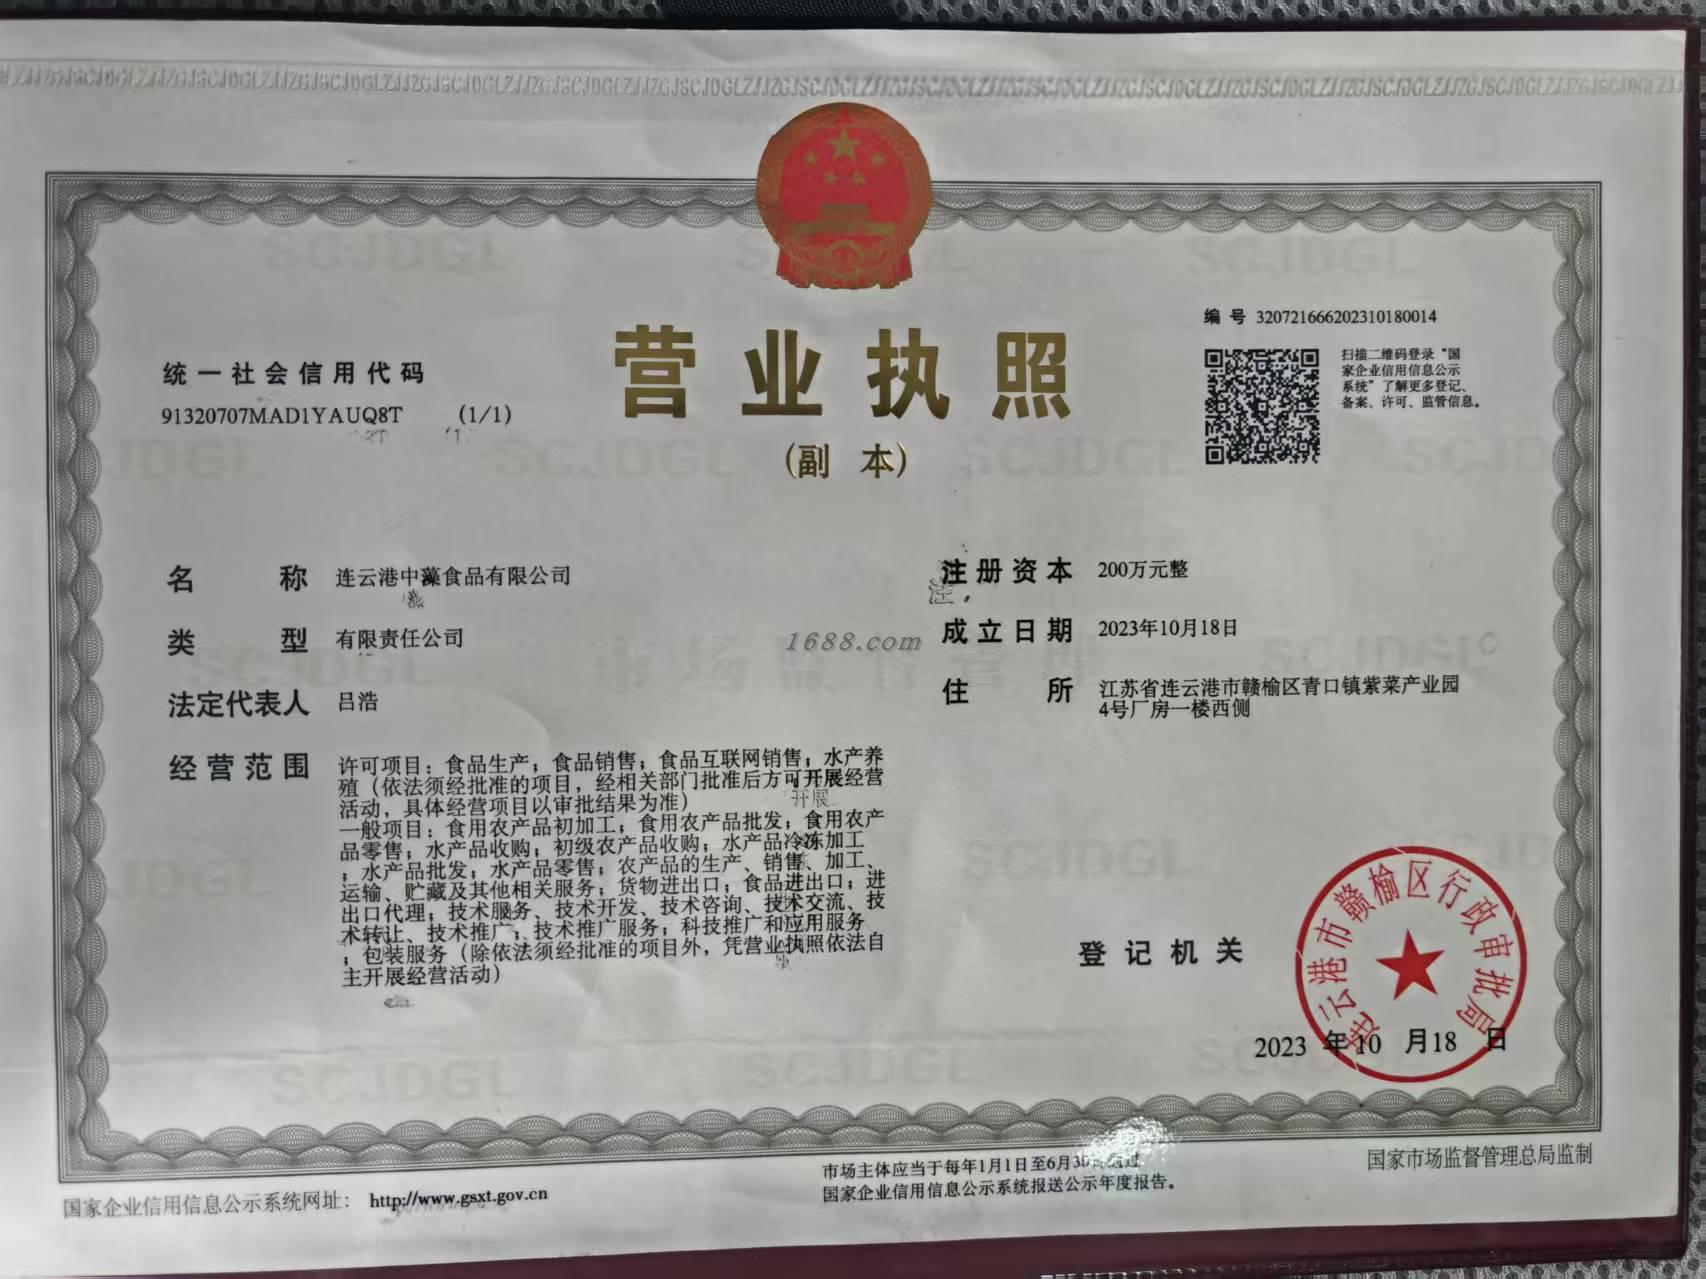 编号 320721666202310180014
统一社会信用代码
91320707MAD1YAUQ8T (1/1)
营业执照
(副 本)
扫描二维码登录“国
家企业信用信息公示
系统”了解更多登记、
备案、许可、监管信息。
名称 连云港中藻食品有限公司
类型 有限责任公司
法定代表人 吕浩
经营范围 许可项目：食品生产；食品销售；食品互联网销售；水产养
殖（依法须经批准的项目，经相关部门批准后方可开展经营
活动，具体经营项目以审批结果为准）
一般项目：食用农产品初加工；食用农产品批发；食用农产
品零售；水产品收购；初级农产品收购；水产品冷冻加工
；水产品批发；水产品零售；农产品的生产、销售、加工、
运输、贮藏及其他相关服务；货物进出口；食品进出口；进
出口代理；技术服务、技术开发、技术咨询、技术交流、技
术转让、技术推广；技术推广服务；科技推广和应用服务
；包装服务（除依法须经批准的项目外，凭营业执照依法自
主开展经营活动）
注册资本 200万元整
成立日期 2023年10月18日
住所 江苏省连云港市赣榆区青口镇紫菜产业园
4号厂房一楼西侧
1688.com
登记机关
连云港市赣榆区行政审批局
2023 年 10 月 18 日
国家企业信用信息公示系统网址： http://www.gsxt.gov.cn
市场主体应当于每年1月1日至6月30日通过
国家企业信用信息公示系统报送公示年度报告。
国家市场监督管理总局监制